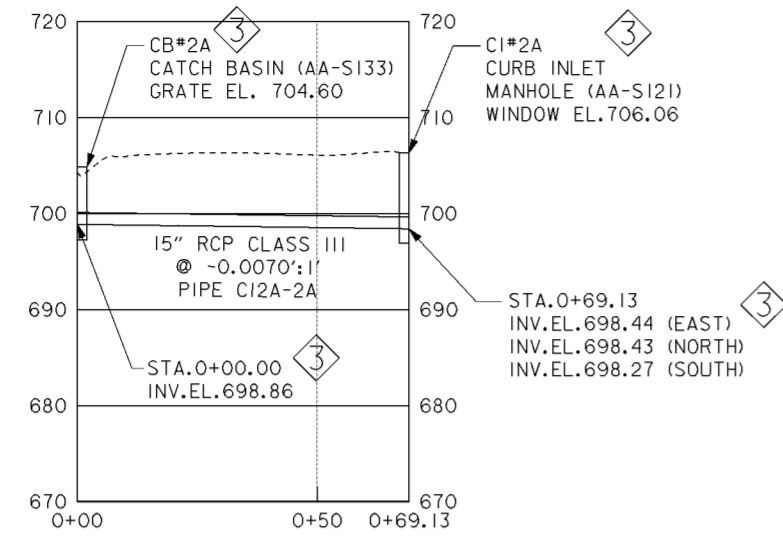 720
CB#2A
CATCH BASIN (AA-S133)
GRATE EL. 704.60
3
CI#2A
CURB INLET
MANHOLE (AA-S121)
WINDOW EL.706.06
3
720
710
710
700
700
15" RCP CLASS III
@ -0.0070':1'
PIPE CI2A-2A
690
690
STA.0+69.13
INV.EL.698.44 (EAST)
INV.EL.698.43 (NORTH)
INV.EL.698.27 (SOUTH)
3
STA.0+00.00
INV.EL.698.86
3
680
680
670
670
0+00
0+50
0+69.13